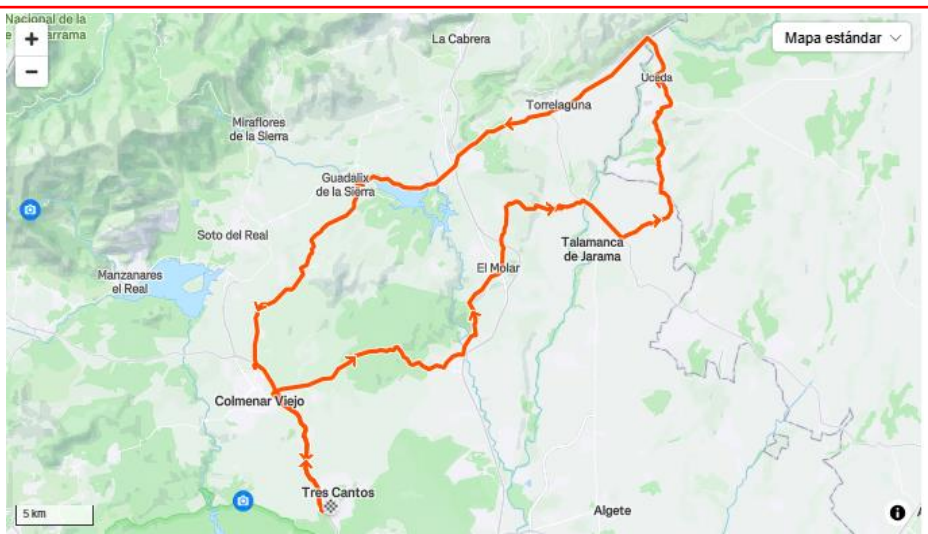 Nacional de la
arrama
+
−
La Cabrera
Mapa estándar
Uceda
Torrelaguna
Miraflores
de la Sierra
Guadalix
de la Sierra
Soto del Real
Talamanca
de Jarama
El Molar
Manzanares
el Real
Colmenar Viejo
Tres Cantos
5 km
Algete
i